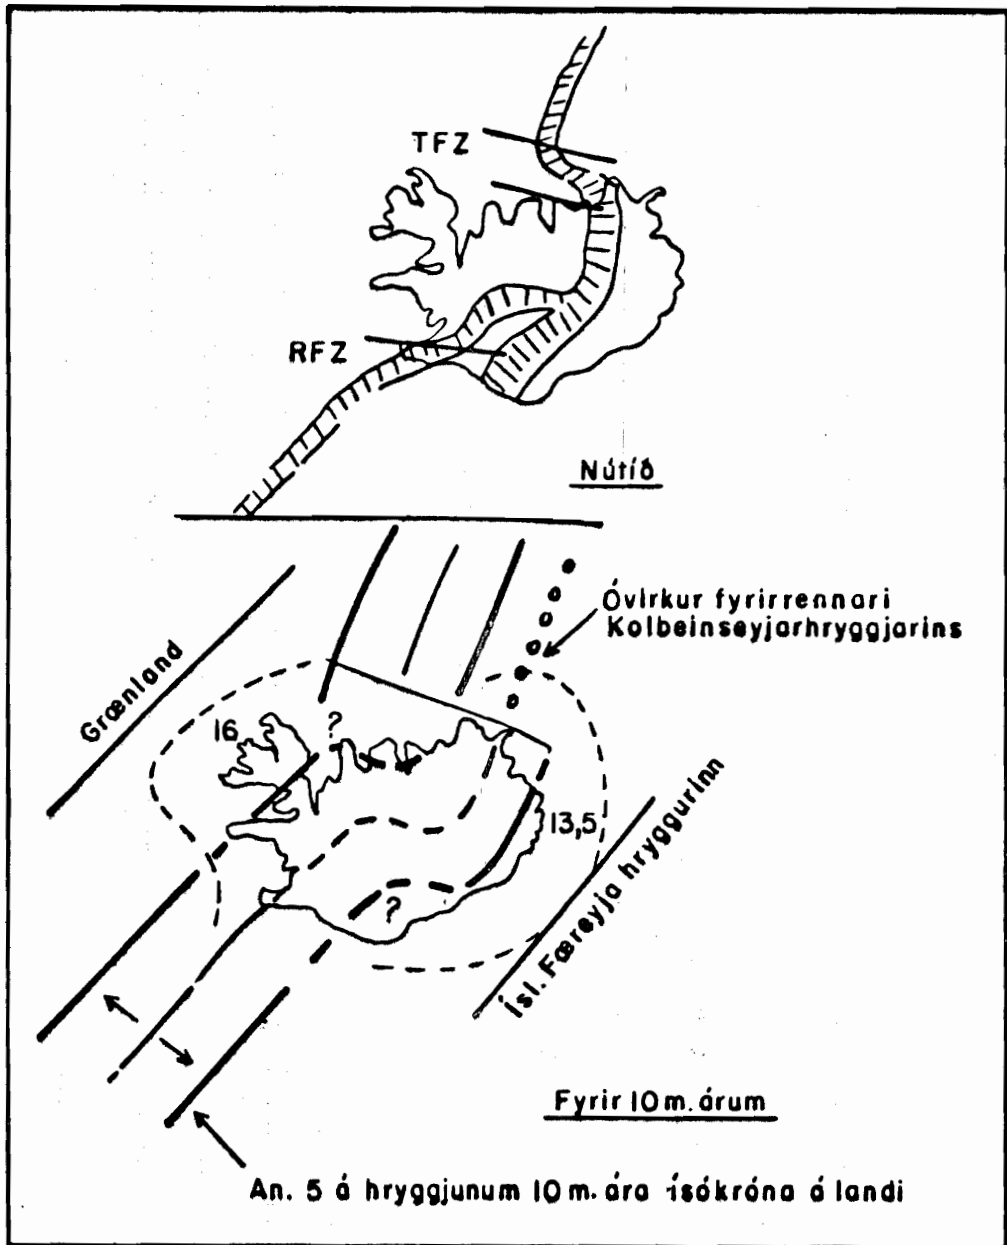 TFZ
RFZ
Nútíð
Óvirkur fyrirrennari
Kolbeinseyjarhryggjarins
Grænland
16
?
13,5
?
Ísl. Færeyja hryggurinn
Fyrir 10 m. árum
An. 5 á hryggjunum 10 m. ára ísókróna á landi